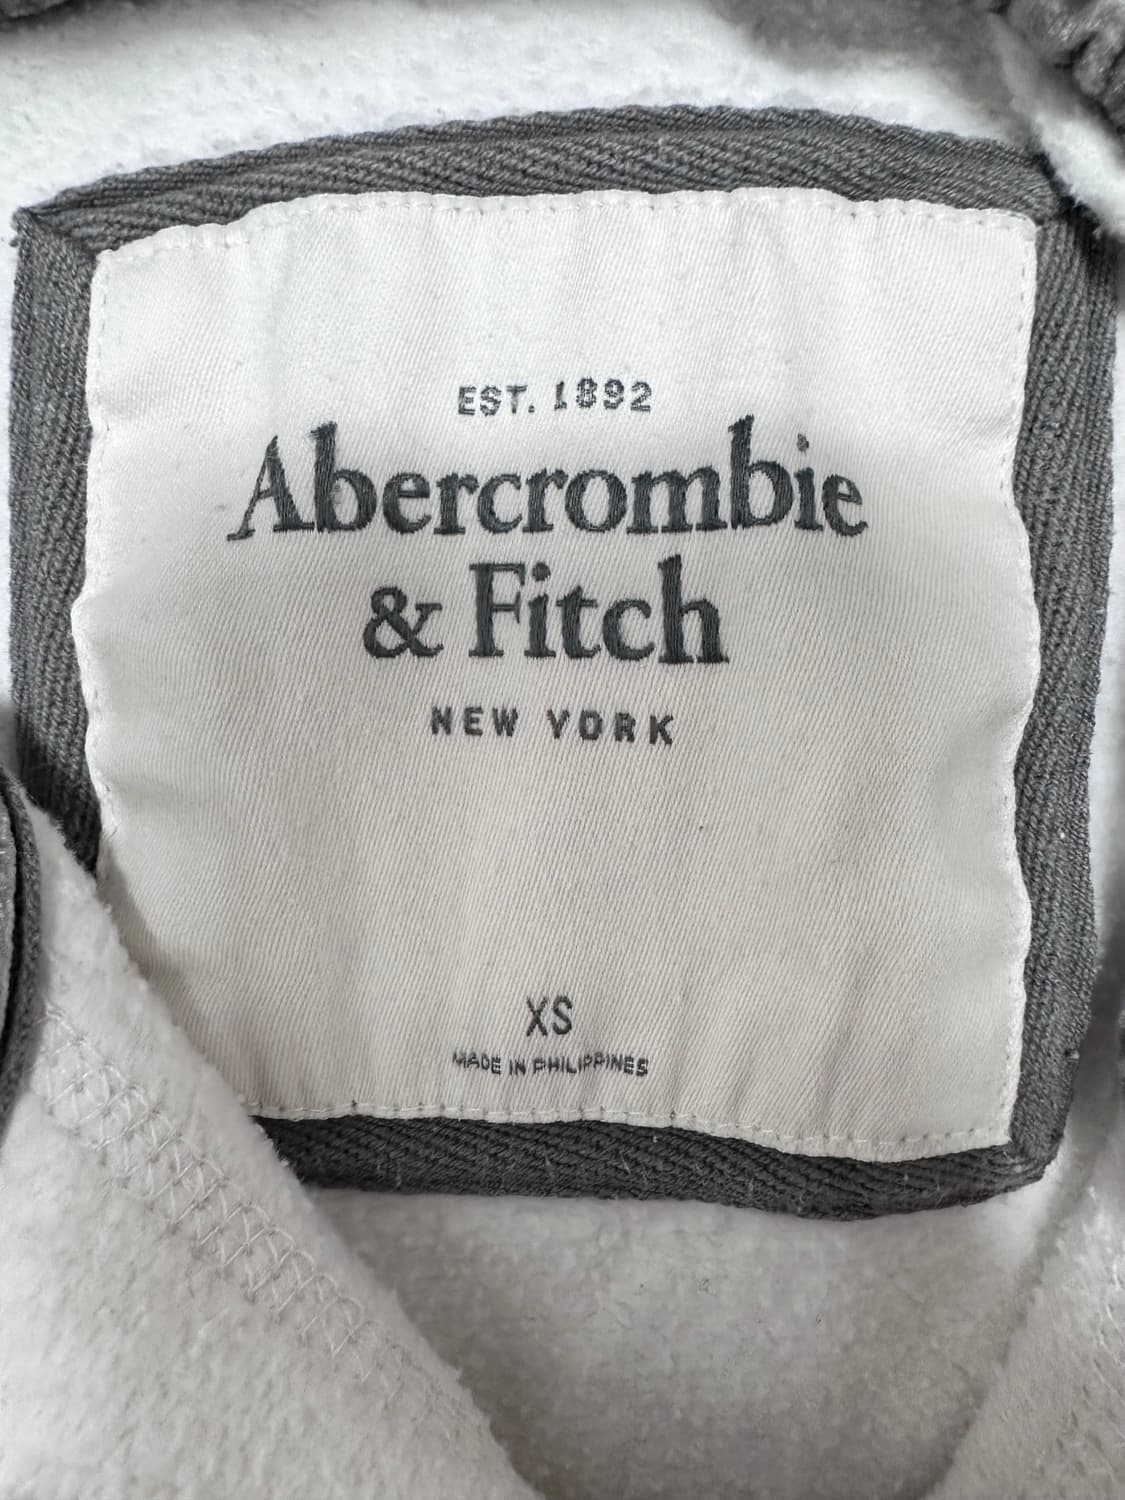 EST. 1892
Abercrombie
& Fitch
NEW YORK
XS
MADE IN PHILIPPINES